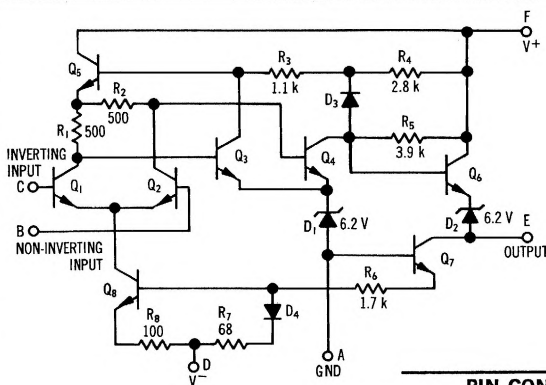 F
V+
Q5
R3
1.1 k
R4
2.8 k
R2
500
D3
R1
500
R5
3.9 k
INVERTING
INPUT
Q3
Q4
Q6
C
Q1
Q2
D1
6.2 V
D2
6.2 V
E
OUTPUT
B
NON-INVERTING
INPUT
Q7
R6
1.7 k
Q8
R8
100
R7
68
D4
D
V−
A
GND
PIN CON